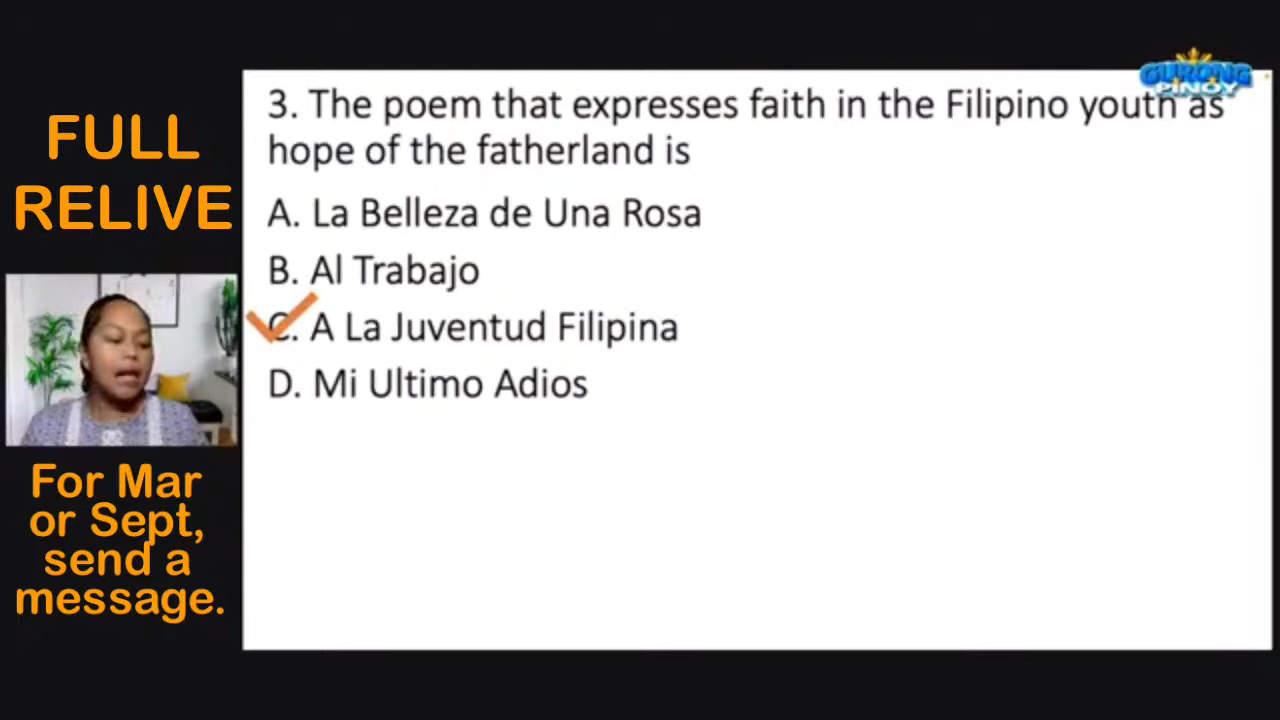 FULL
RELIVE
For Mar
or Sept,
send a
message.
GURONG
PINOY
3. The poem that expresses faith in the Filipino youth as
hope of the fatherland is
A. La Belleza de Una Rosa
B. Al Trabajo
C. A La Juventud Filipina
D. Mi Ultimo Adios